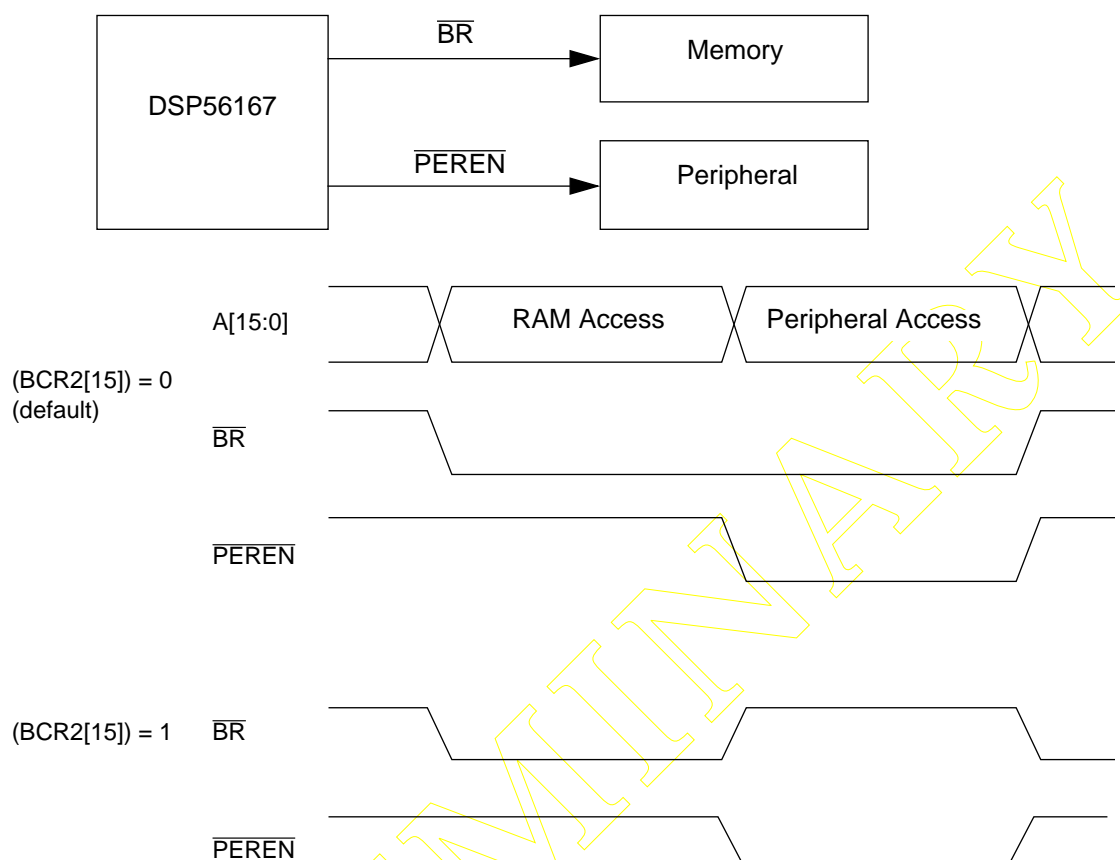 BR
Memory
DSP56167
PEREN
Peripheral
A[15:0]
RAM Access
Peripheral Access
(BCR2[15]) = 0
(default)
BR
PEREN
(BCR2[15]) = 1
BR
PEREN
MINARY